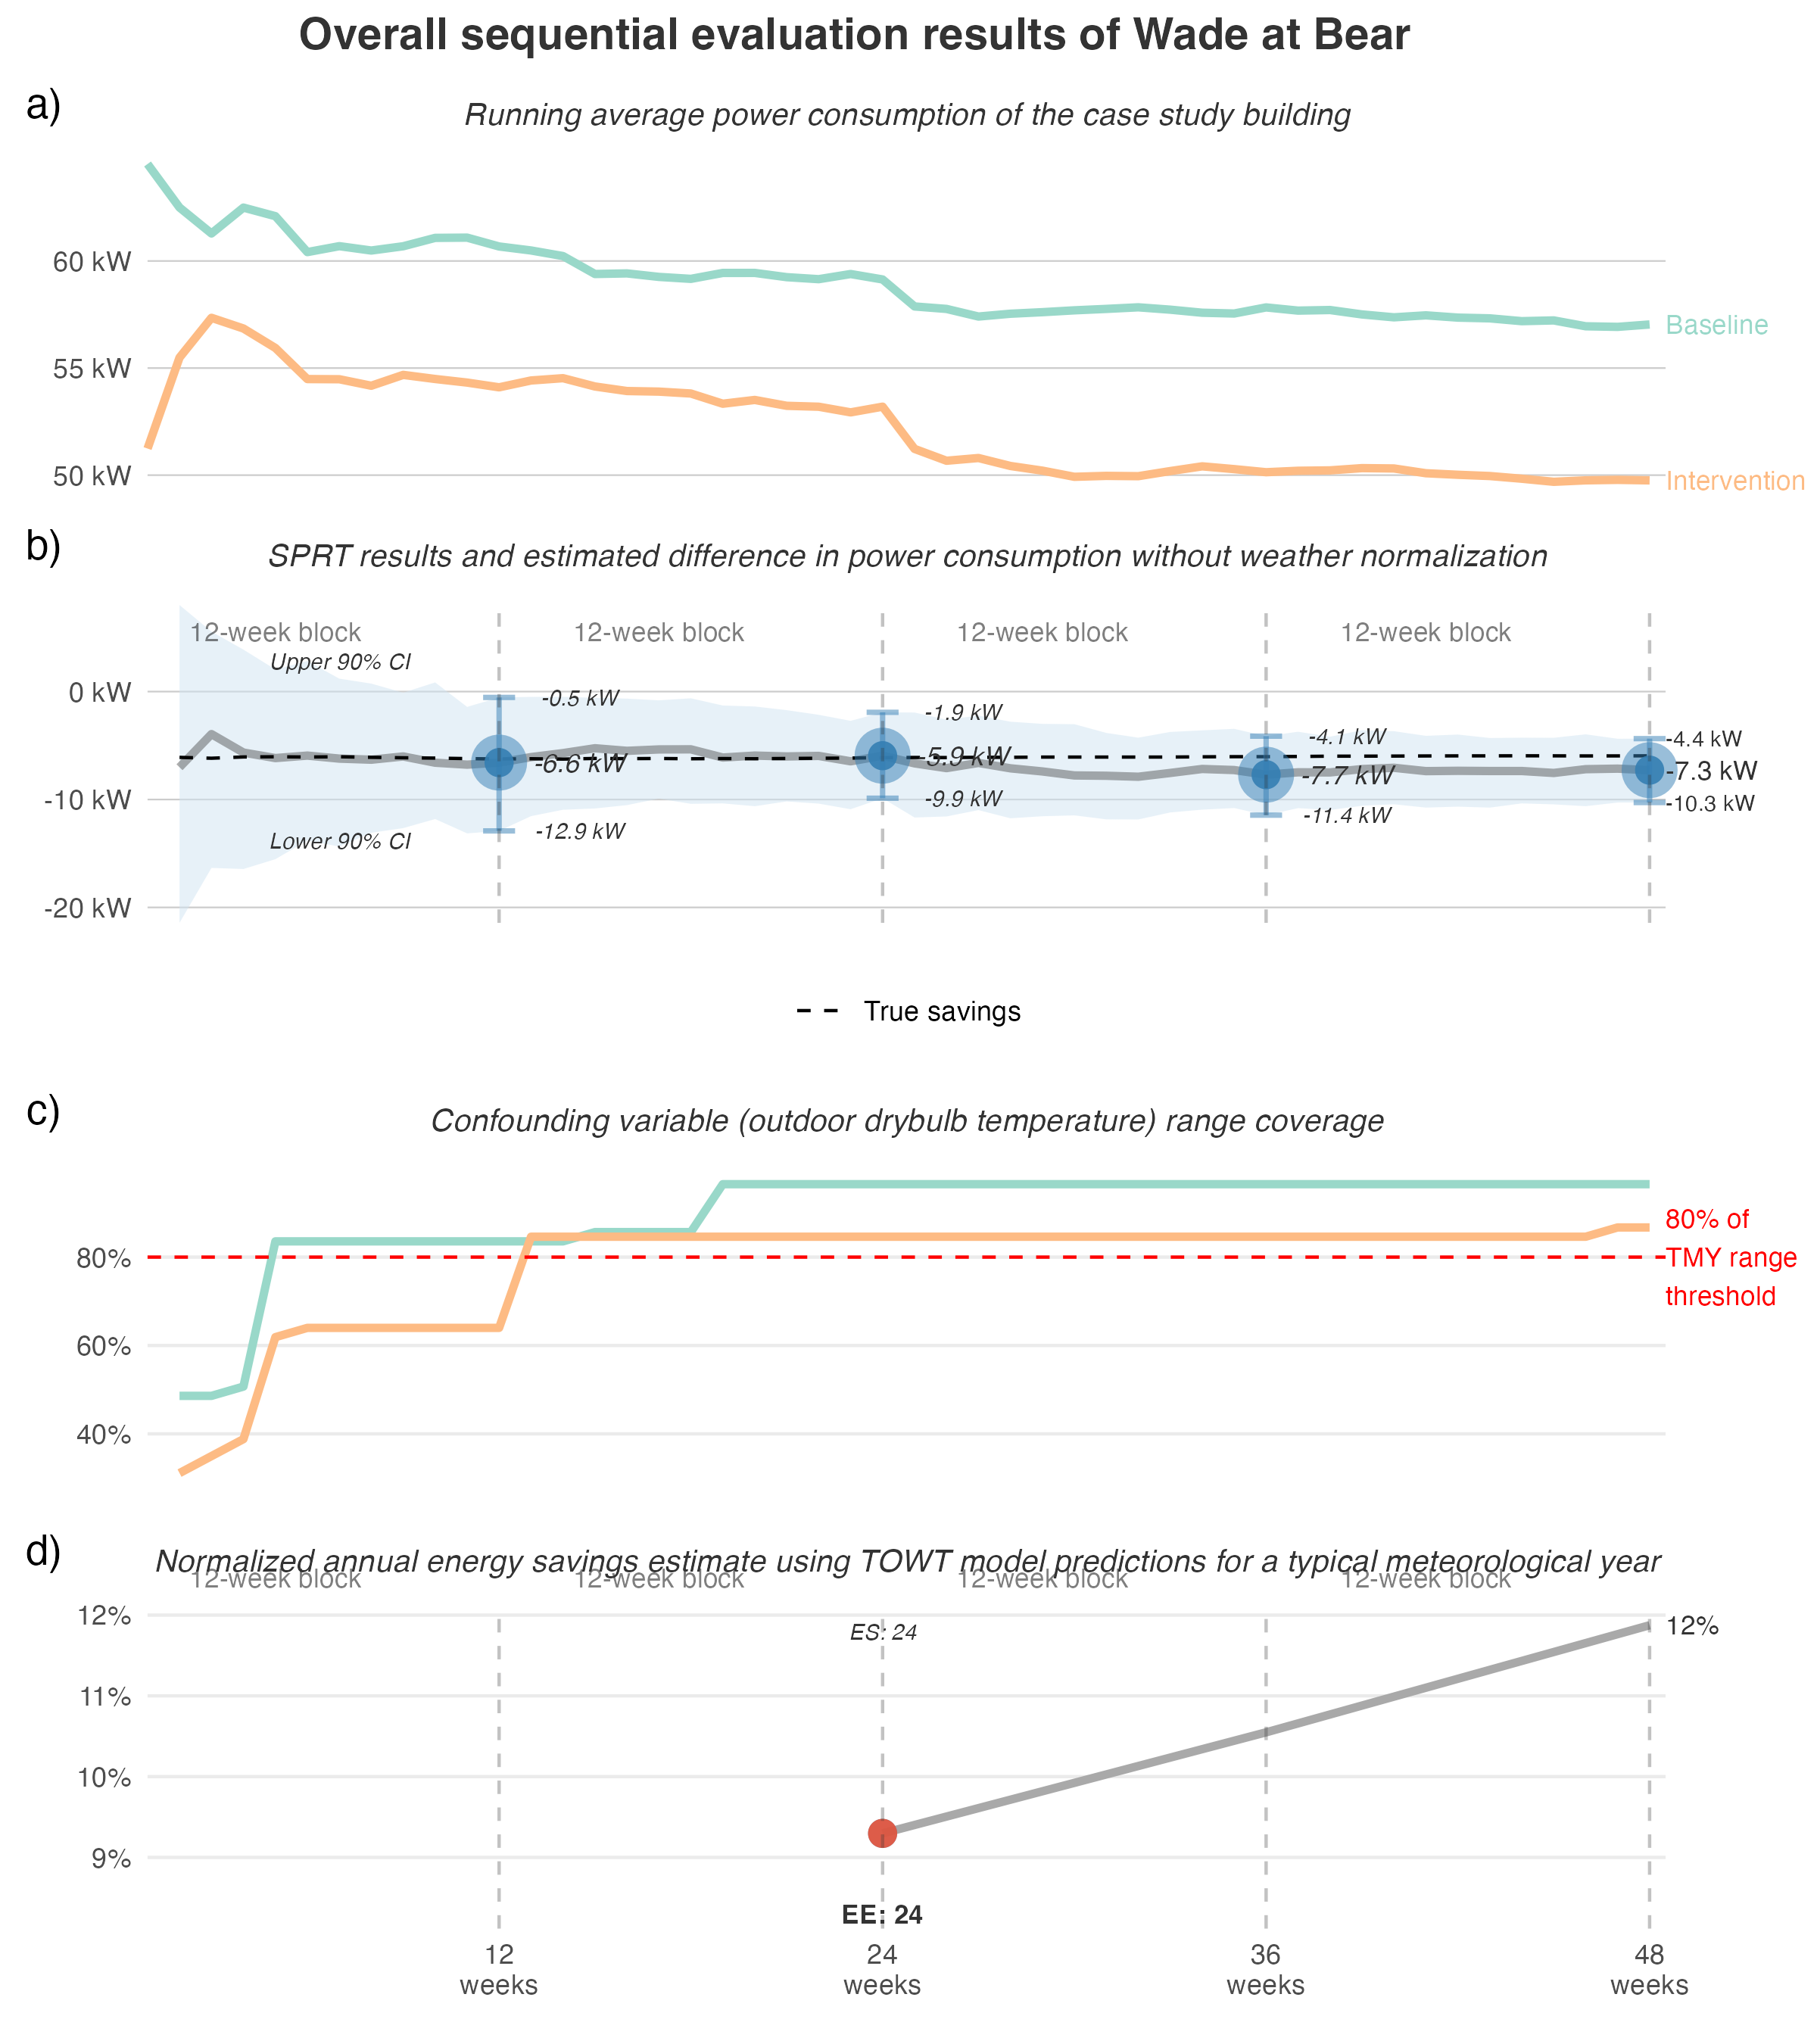 Overall sequential evaluation results of Wade at Bear
a)
Running average power consumption of the case study building
60 kW
55 kW
50 kW
Baseline
Intervention
b)
SPRT results and estimated difference in power consumption without weather normalization
12-week block
12-week block
12-week block
12-week block
Upper 90% CI
Lower 90% CI
0 kW
-10 kW
-20 kW
-0.5 kW
-6.6 kW
-12.9 kW
-1.9 kW
-5.9 kW
-9.9 kW
-4.1 kW
-7.7 kW
-11.4 kW
-4.4 kW
-7.3 kW
-10.3 kW
True savings
c)
Confounding variable (outdoor drybulb temperature) range coverage
80%
60%
40%
80% of
TMY range
threshold
d)
Normalized annual energy savings estimate using TOWT model predictions for a typical meteorological year
12-week block
12-week block
12-week block
12-week block
12%
11%
10%
9%
ES: 24
12%
EE: 24
12
weeks
24
weeks
36
weeks
48
weeks